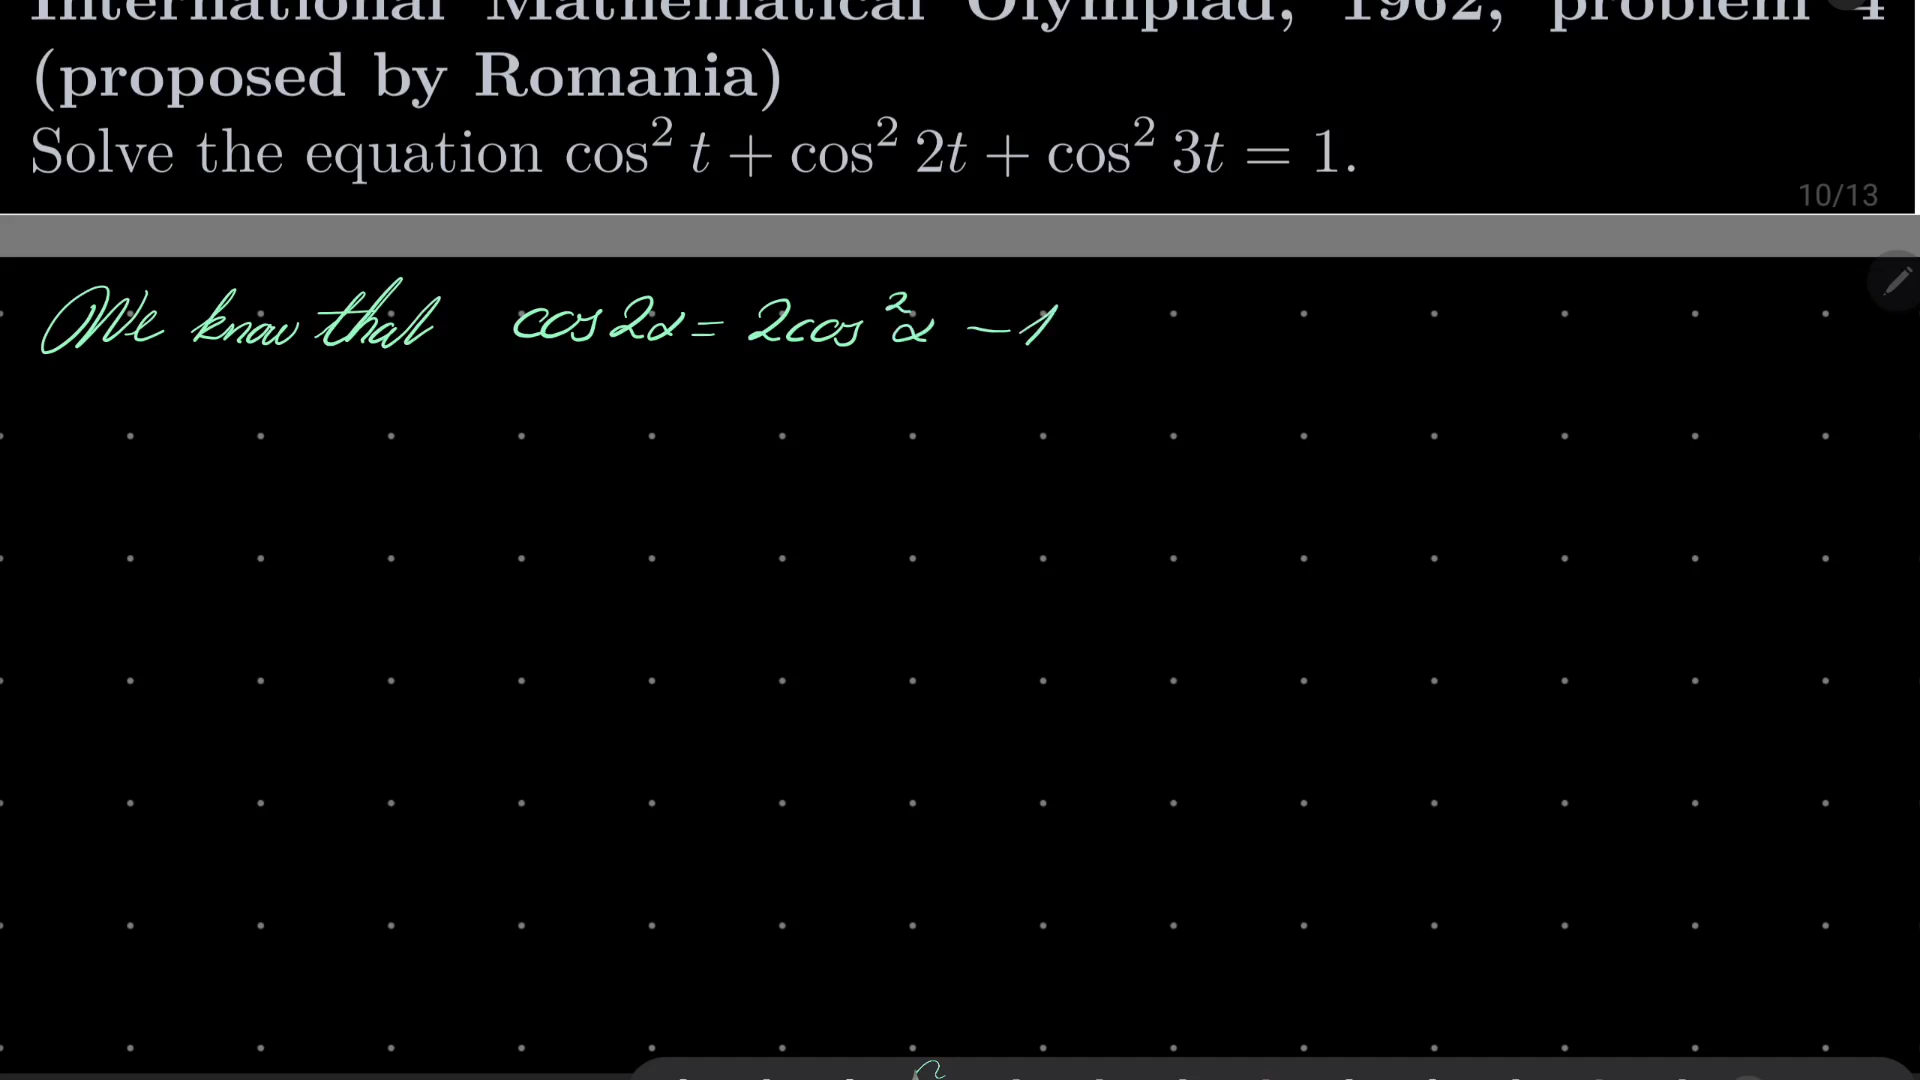 International Mathematical Olympiad, 1962, problem 4
(proposed by Romania)
Solve the equation cos² t + cos² 2t + cos² 3t = 1.
10/13
We know that cos 2α = 2cos²α − 1